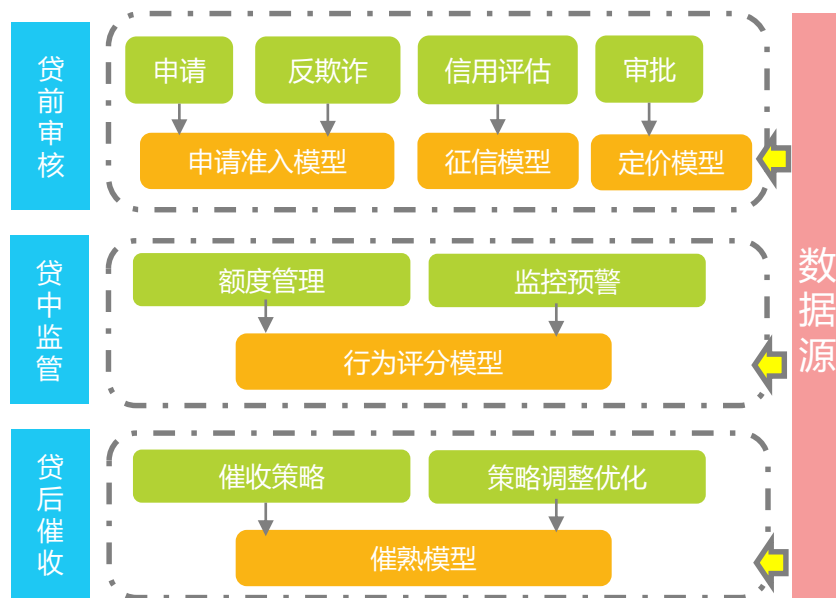 贷前审核
申请
反欺诈
信用评估
审批
申请准入模型
征信模型
定价模型
贷中监管
额度管理
监控预警
行为评分模型
贷后催收
催收策略
策略调整优化
催熟模型
数据源